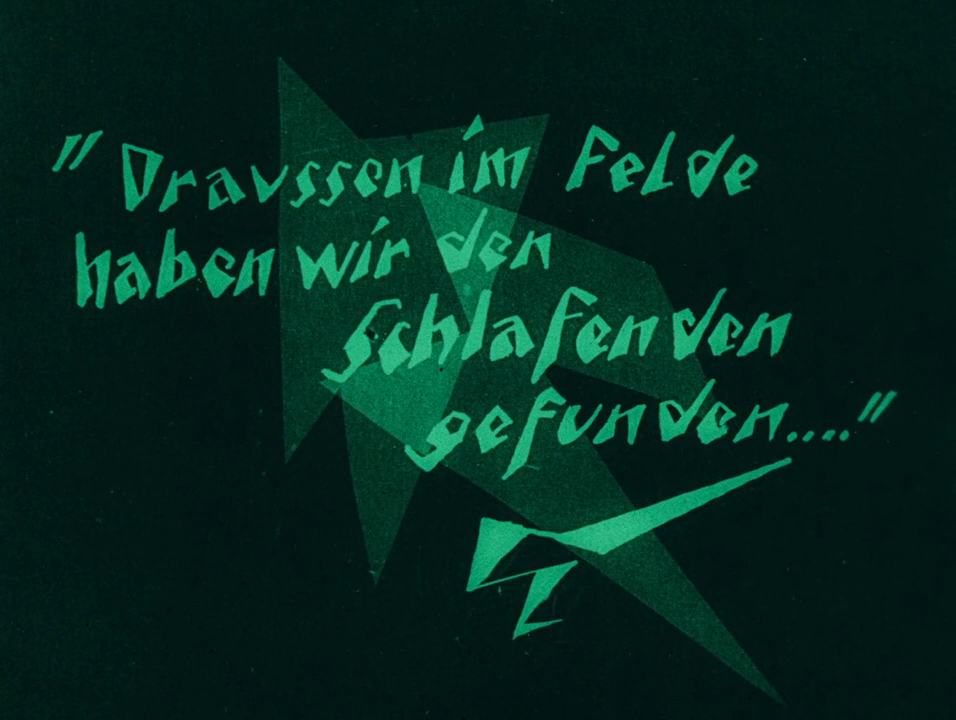 "Draussen im Felde
haben wir den
schlafenden
gefunden...."